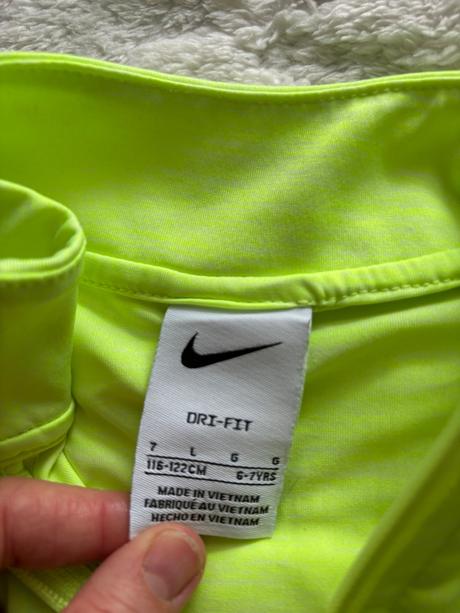 DRI-FIT
7 L G G
116-122CM 6-7YRS
MADE IN VIETNAM
FABRIQUÉ AU VIETNAM
HECHO EN VIETNAM